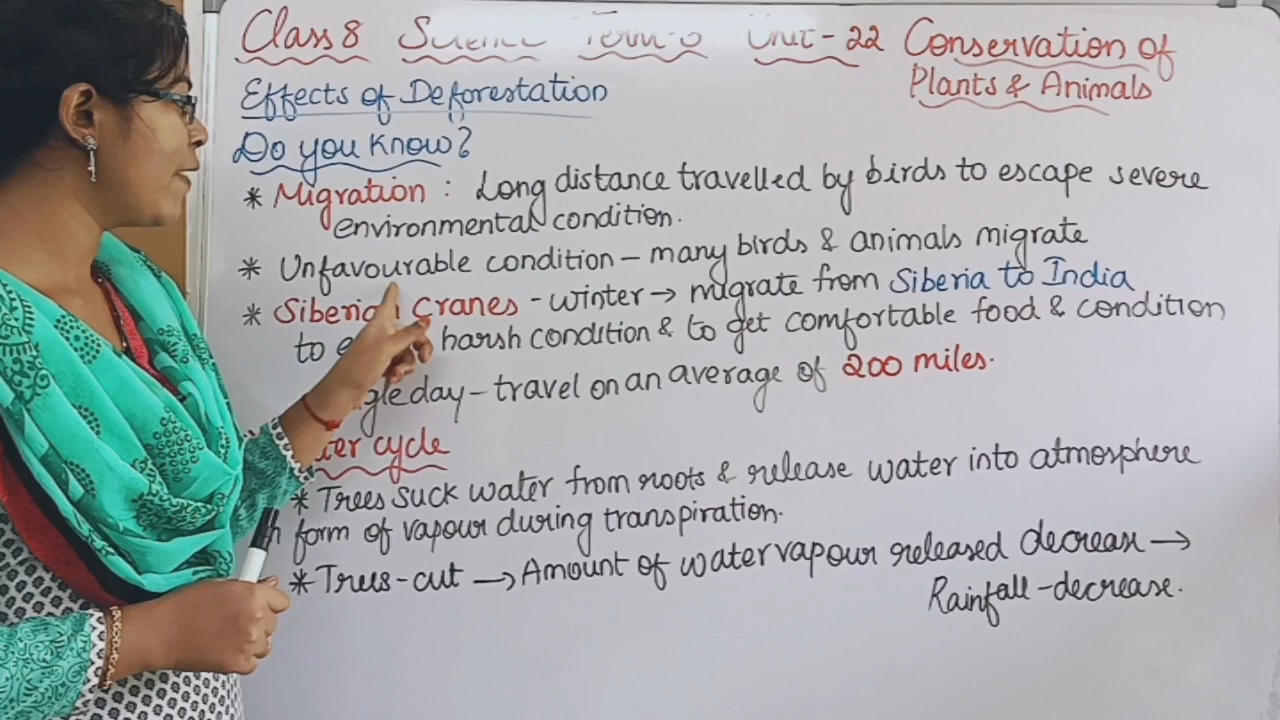 Class 8 Science Term-3 Unit-22 Conservation of
Plants & Animals
Effects of Deforestation
Do you know?
* Migration : Long distance travelled by birds to escape severe
environmental condition.
* Unfavourable condition – many birds & animals migrate
* Siberian Cranes - winter → migrate from Siberia to India
to harsh condition & to get comfortable food & condition
day – travel on an average of 200 miles.
cycle
* Trees suck water from roots & release water into atmosphere
form of vapour during transpiration.
* Trees - cut → Amount of water vapour released decrease →
Rainfall - decrease.